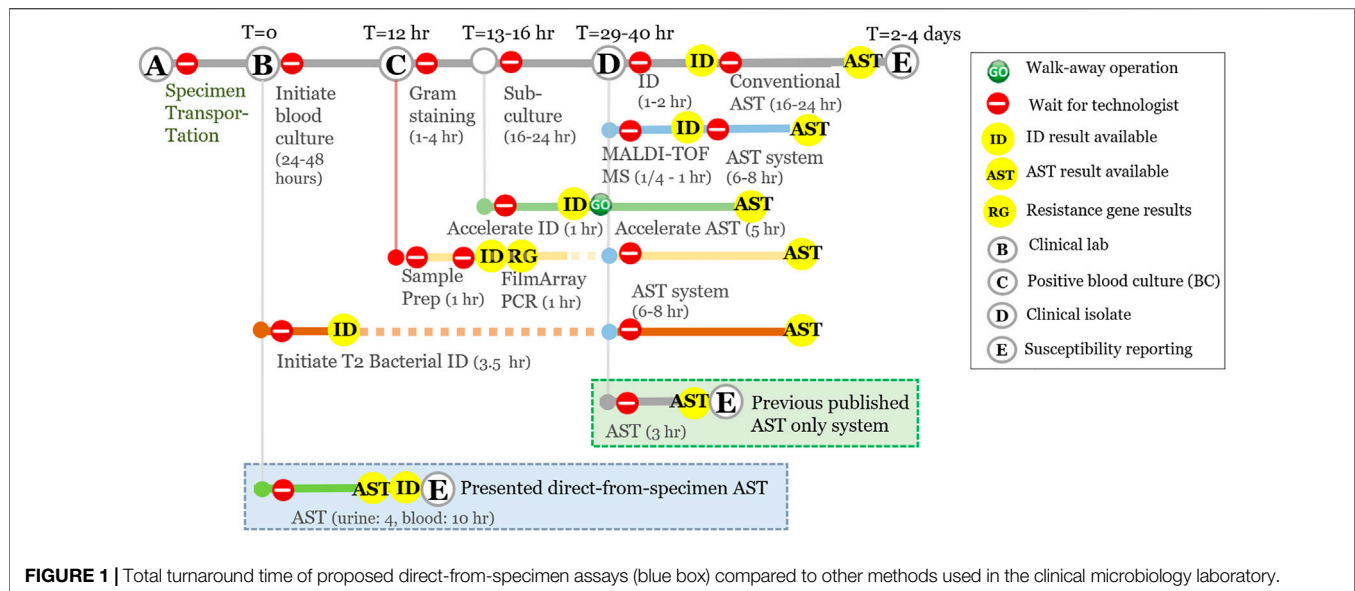 T=0
T=12 hr
T=13-16 hr
T=29-40 hr
T=2-4 days
A
B
C
D
ID
AST
E
Specimen
Transpor-
Tation
Initiate
blood
culture
(24-48
hours)
Gram
staining
(1-4 hr)
Sub-
culture
(16-24 hr)
ID
(1-2 hr)
Conventional
AST (16-24 hr)
ID
AST
MALDI-TOF
MS (1/4 - 1 hr)
AST system
(6-8 hr)
ID
GO
AST
Accelerate ID (1 hr)
Accelerate AST (5 hr)
ID
RG
AST
Sample
Prep (1 hr)
FilmArray
PCR (1 hr)
AST system
(6-8 hr)
ID
AST
Initiate T2 Bacterial ID (3.5 hr)
AST
E
Previous published
AST only system
AST (3 hr)
AST
ID
E
Presented direct-from-specimen AST
AST (urine: 4, blood: 10 hr)
GO Walk-away operation
Wait for technologist
ID ID result available
AST AST result available
RG Resistance gene results
B Clinical lab
C Positive blood culture (BC)
D Clinical isolate
E Susceptibility reporting
FIGURE 1 | Total turnaround time of proposed direct-from-specimen assays (blue box) compared to other methods used in the clinical microbiology laboratory.